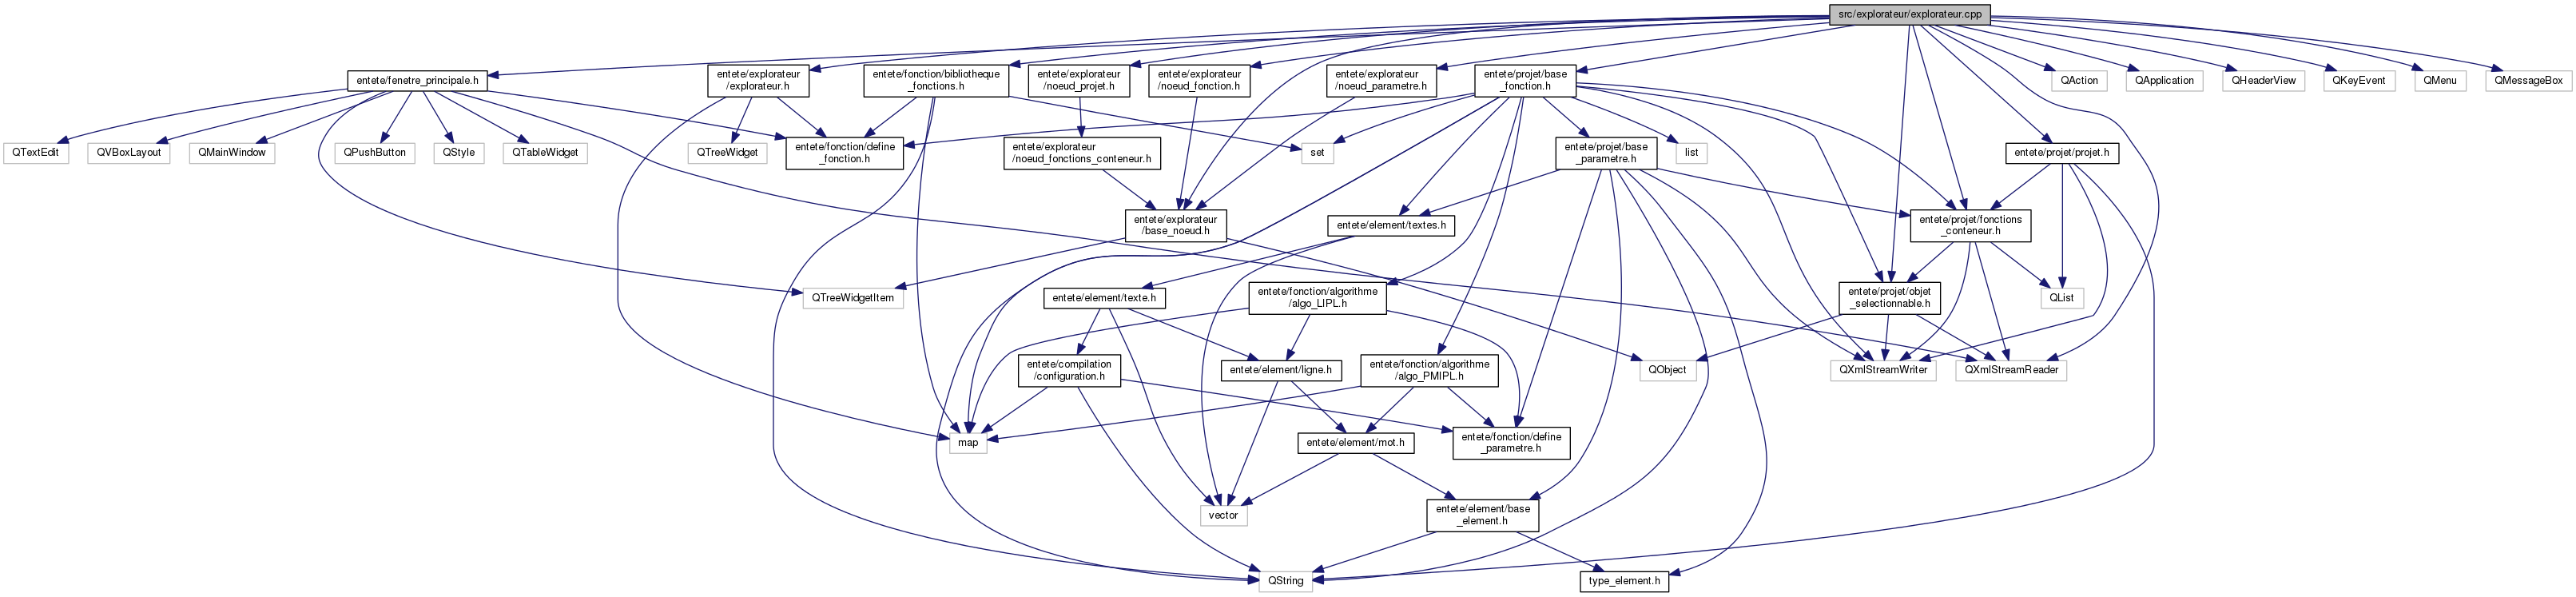 src/explorateur/explorateur.cpp
entete/fenetre_principale.h
entete/explorateur
/explorateur.h
entete/fonction/bibliotheque
_fonctions.h
entete/explorateur
/noeud_projet.h
entete/explorateur
/noeud_fonction.h
entete/explorateur
/noeud_parametre.h
entete/projet/base
_fonction.h
QAction
QApplication
QHeaderView
QKeyEvent
QMenu
QMessageBox
QTextEdit
QVBoxLayout
QMainWindow
QPushButton
QStyle
QTableWidget
QTreeWidget
entete/fonction/define
_fonction.h
entete/explorateur
/noeud_fonctions_conteneur.h
set
entete/projet/base
_parametre.h
list
entete/projet/projet.h
entete/explorateur
/base_noeud.h
entete/element/textes.h
entete/projet/fonctions
_conteneur.h
QTreeWidgetItem
entete/element/texte.h
entete/fonction/algorithme
/algo_LIPL.h
entete/projet/objet
_selectionnable.h
QList
entete/compilation
/configuration.h
entete/element/ligne.h
entete/fonction/algorithme
/algo_PMIPL.h
QObject
QXmlStreamWriter
QXmlStreamReader
map
entete/element/mot.h
entete/fonction/define
_parametre.h
vector
entete/element/base
_element.h
QString
type_element.h